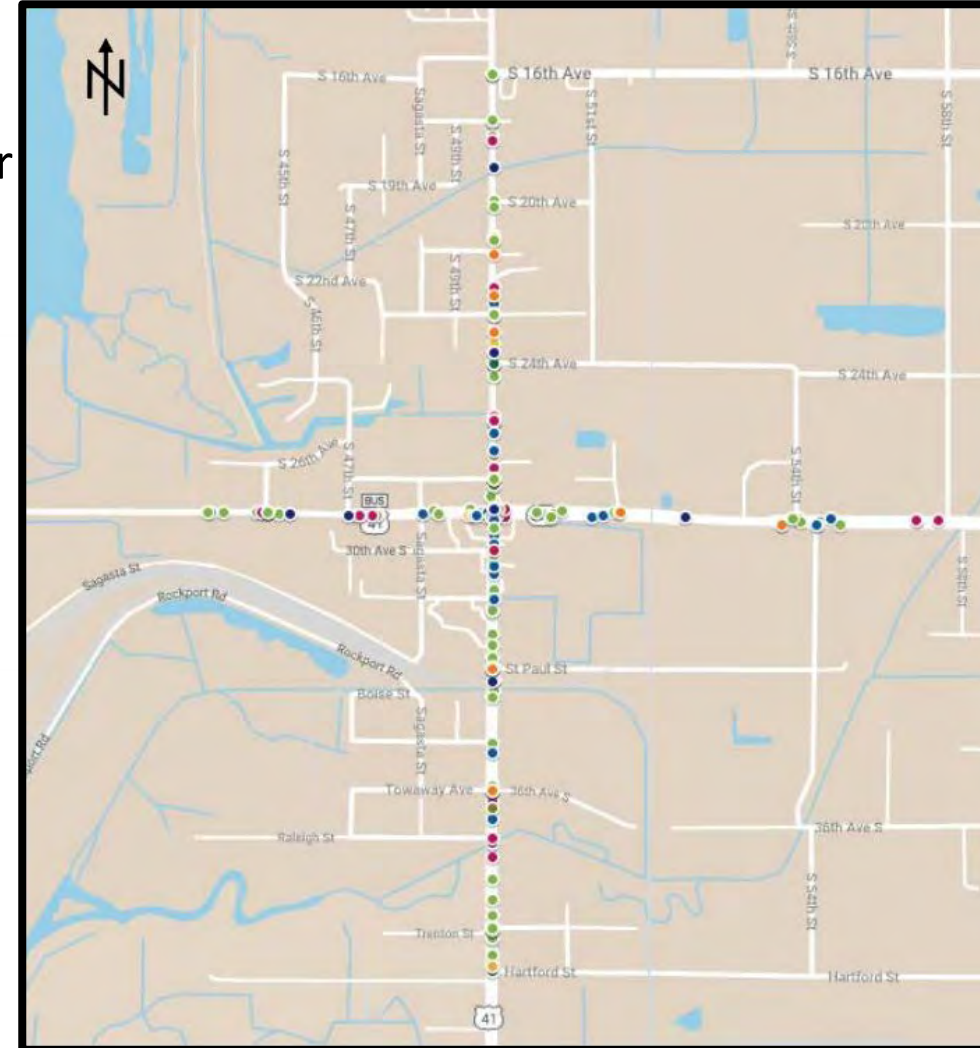 r
N
S 16th Ave
S 16th Ave
S 16th Ave
Sagasta St
S 49th St
S 51st St
S 58th St
S 45th St
S 19th Ave
S 47th St
S 20th Ave
S 20th Ave
S 49th St
S 22nd Ave
S 46th St
S 24th Ave
S 24th Ave
S 26th Ave
S 47th St
S 54th St
BUS
41
30th Ave S
Sagasta St
Sagasta St
S 58th St
Rockport Rd
Rockport Rd
St Paul St
Boise St
Sagasta St
Towaway Ave
36th Ave S
Raleigh St
36th Ave S
S 54th St
Trenton St
Hartford St
Hartford St
41